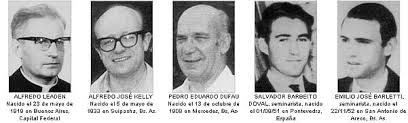 ALFREDO LEADEN
Nacido el 23 de mayo de
1919 en Buenos Aires,
Capital Federal
ALFREDO JOSÉ KELLY
Nacido el 5 de mayo de
1933 en Suipacha, Bs. As.
PEDRO EDUARDO DUFAU
Nacido el 13 de octubre de
1908 en Mercedes, Bs, As.
SALVADOR BARBEITO
DOVAL, seminarista, nacido
el 01/09/51 en Pontevedra,
España
EMILIO JOSÉ BARLETTI,
seminarista, nacido el
22/11/52 en San Antonio de
Areco, Bs, As.